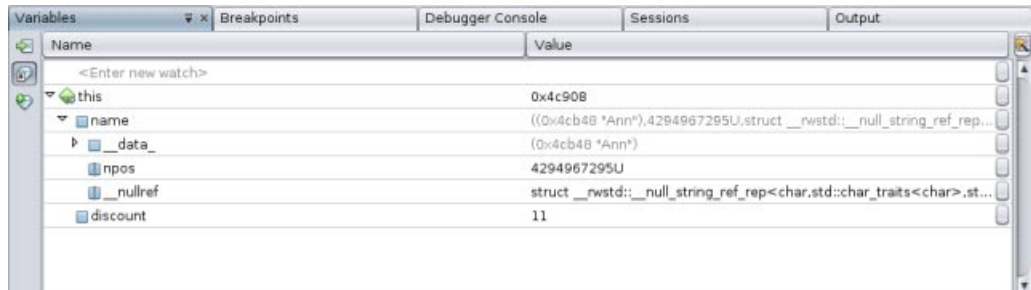 Variables Breakpoints Debugger Console Sessions Output
Name Value
<Enter new watch>
this 0x4c908
name ((0x4cb48 "Ann"),4294967295U,struct __rwstd::__null_string_ref_rep...
__data_ (0x4cb48 "Ann")
npos 4294967295U
__nullref struct __rwstd::__null_string_ref_rep<char,std::char_traits<char>,st...
discount 11